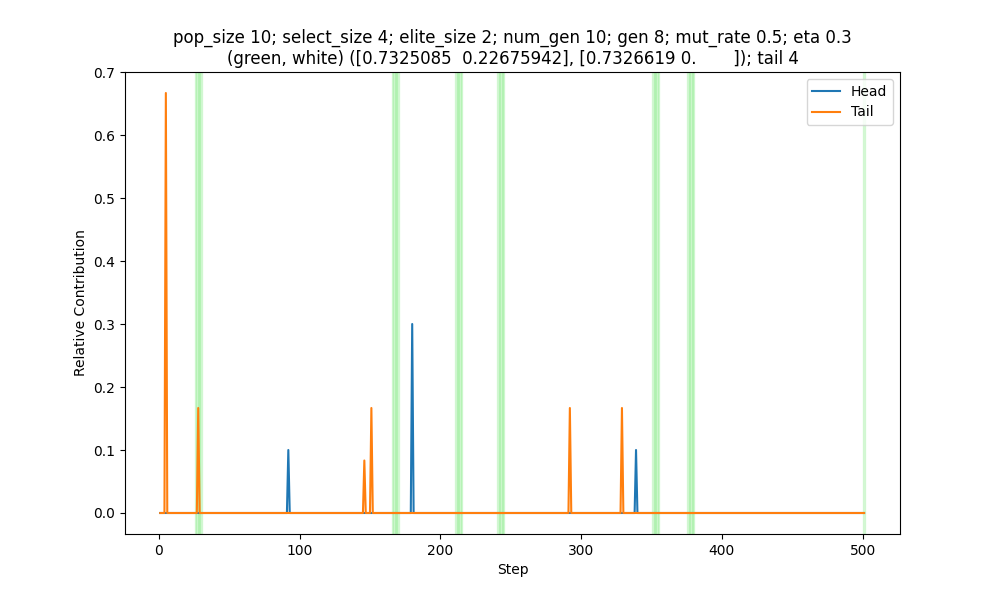 pop_size 10; select_size 4; elite_size 2; num_gen 10; gen 8; mut_rate 0.5; eta 0.3
(green, white) ([0.7325085  0.22675942], [0.7326619 0.        ]); tail 4
Head
Tail
0.7
0.6
0.5
0.4
0.3
0.2
0.1
0.0
Relative Contribution
0 100 200 300 400 500
Step